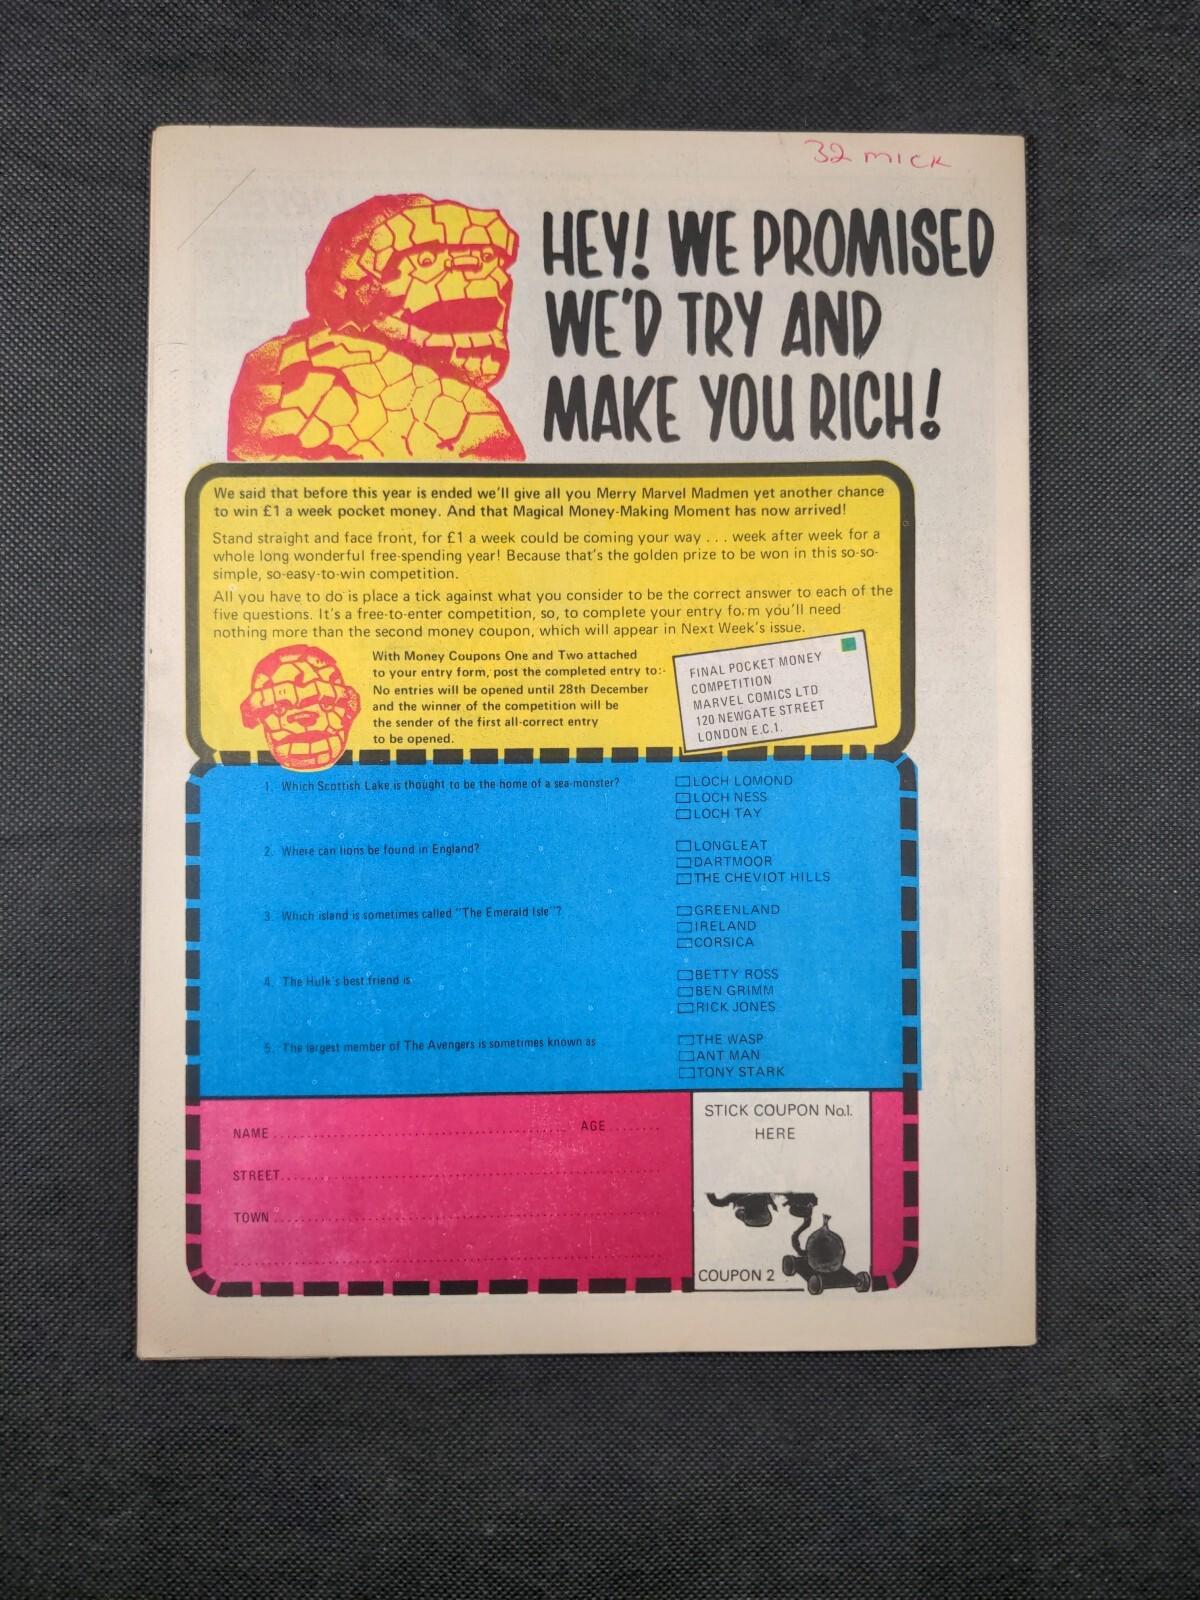 32 MICK
HEY! WE PROMISED
WE'D TRY AND
MAKE YOU RICH!
We said that before this year is ended we'll give all you Merry Marvel Madmen yet another chance
to win £1 a week pocket money. And that Magical Money-Making Moment has now arrived!
Stand straight and face front, for £1 a week could be coming your way . . . week after week for a
whole long wonderful free-spending year! Because that's the golden prize to be won in this so-so-
simple, so-easy-to-win competition.
All you have to do is place a tick against what you consider to be the correct answer to each of the
five questions. It's a free-to-enter competition, so, to complete your entry form you'll need
nothing more than the second money coupon, which will appear in Next Week's issue.
With Money Coupons One and Two attached
to your entry form, post the completed entry to:-
No entries will be opened until 28th December
and the winner of the competition will be
the sender of the first all-correct entry
to be opened.
FINAL POCKET MONEY
COMPETITION
MARVEL COMICS LTD
120 NEWGATE STREET
LONDON E.C.1.
1. Which Scottish Lake is thought to be the home of a sea-monster?
LOCH LOMOND
LOCH NESS
LOCH TAY
2. Where can lions be found in England?
LONGLEAT
DARTMOOR
THE CHEVIOT HILLS
3. Which island is sometimes called "The Emerald Isle"?
GREENLAND
IRELAND
CORSICA
4. The Hulk's best friend is
BETTY ROSS
BEN GRIMM
RICK JONES
5. The largest member of The Avengers is sometimes known as
THE WASP
ANT MAN
TONY STARK
NAME ........................................ AGE ........
STREET........................................
TOWN ........................................
STICK COUPON No.1.
HERE
COUPON 2